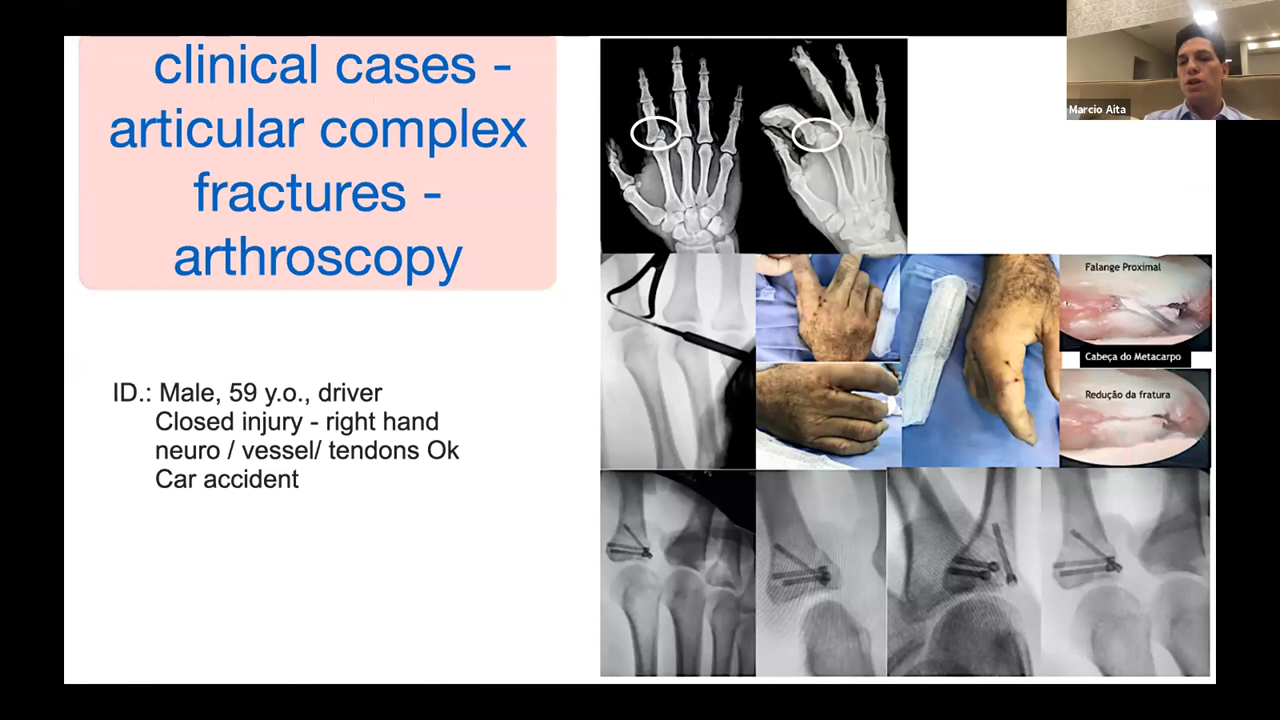 clinical cases -
articular complex
fractures -
arthroscopy
Marcio Aita
Falange Proximal
Cabeça do Metacarpo
Redução da fratura
ID.: Male, 59 y.o., driver
Closed injury - right hand
neuro / vessel/ tendons Ok
Car accident